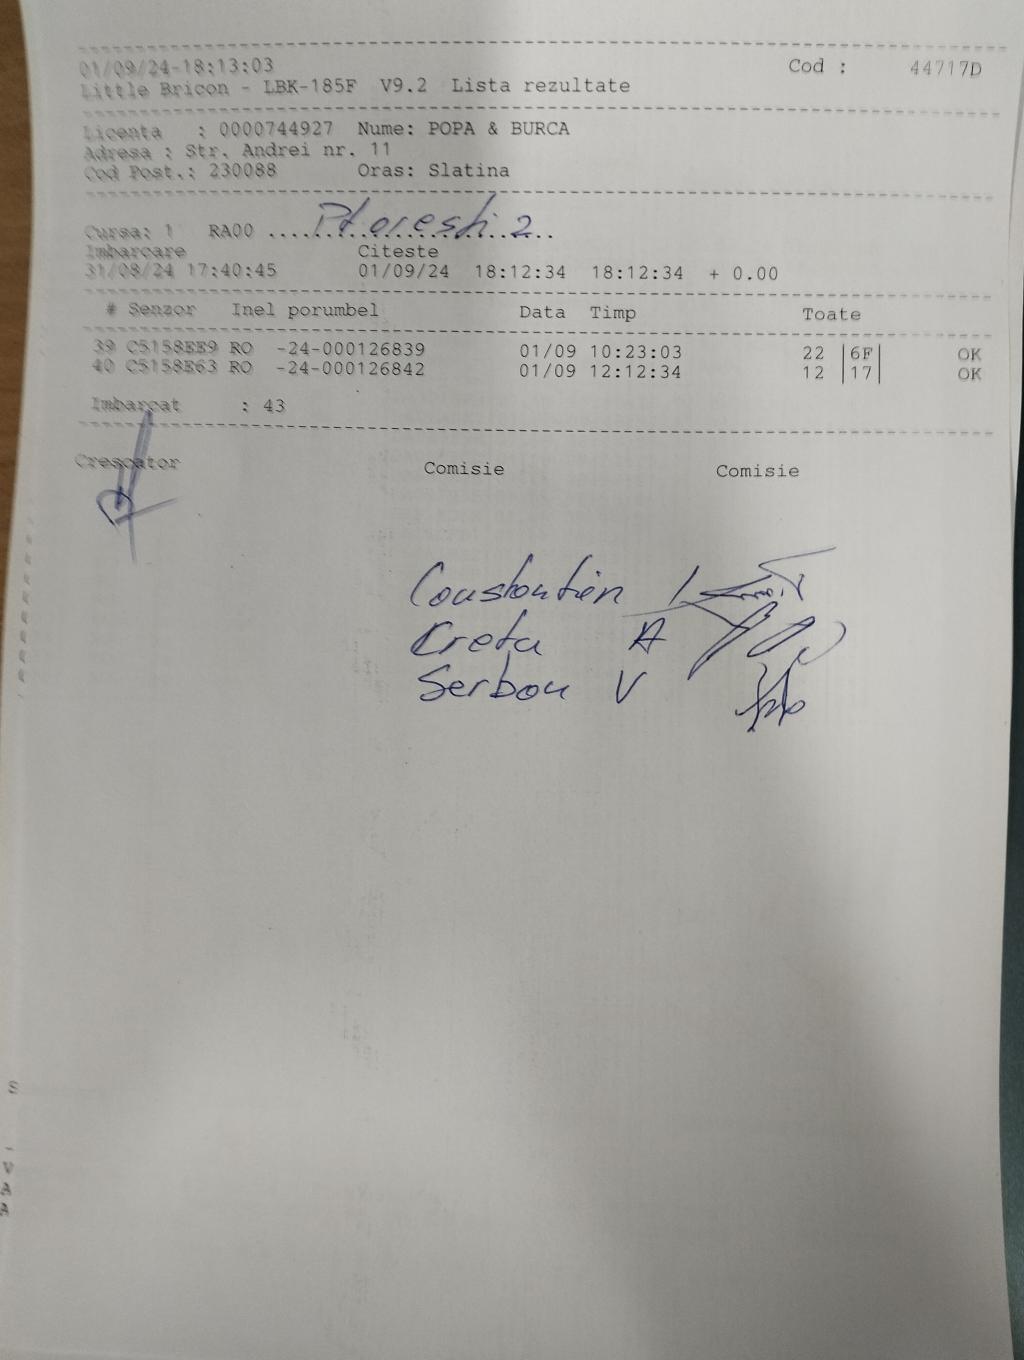 01/09/24-18:13:03 Cod : 44717D
Little Bricon - LBK-185F V9.2 Lista rezultate
Licenta : 0000744927 Nume: POPA & BURCA
Adresa : Str. Andrei nr. 11
Cod Post.: 230088 Oras: Slatina
Cursa: 1 RA00 .......................... 2
Imbarcare Citeste
31/08/24 17:40:45 01/09/24 18:12:34 18:12:34 + 0.00
# Senzor Inel porumbel Data Timp Toate
39 C5158EE9 RO -24-000126839 01/09 10:23:03 22 |6F| OK
40 C5158E63 RO -24-000126842 01/09 12:12:34 12 |17| OK
Imbarcat : 43
Crescator Comisie Comisie
Constantin I
Cretu A
Serban V
S
-
V
A
A